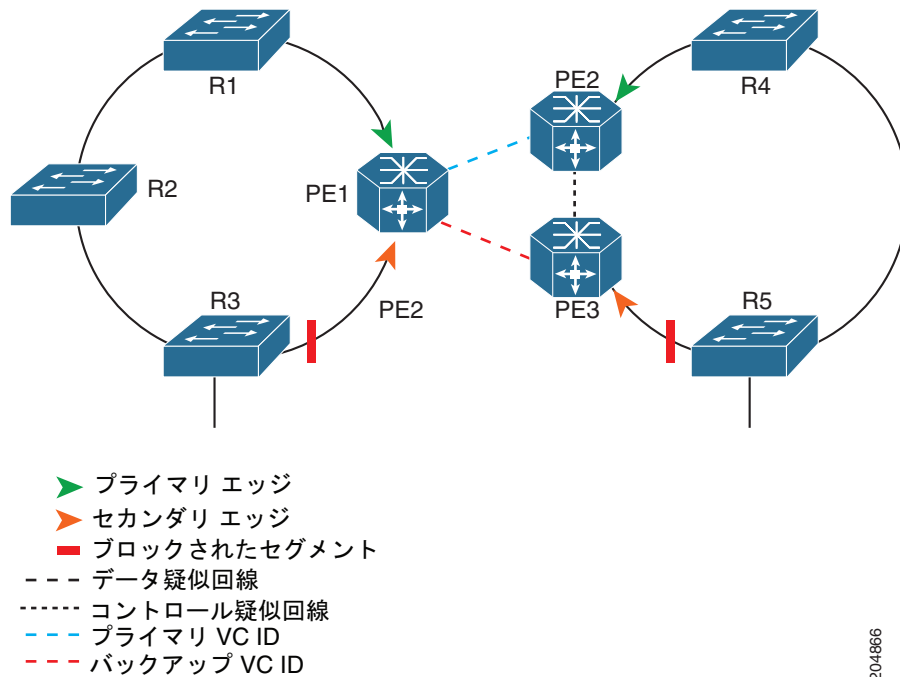 R1
PE2
R4
R2
PE1
R3
PE2
PE3
R5
プライマリ エッジ
セカンダリ エッジ
ブロックされたセグメント
データ疑似回線
コントロール疑似回線
プライマリ VC ID
バックアップ VC ID
204866